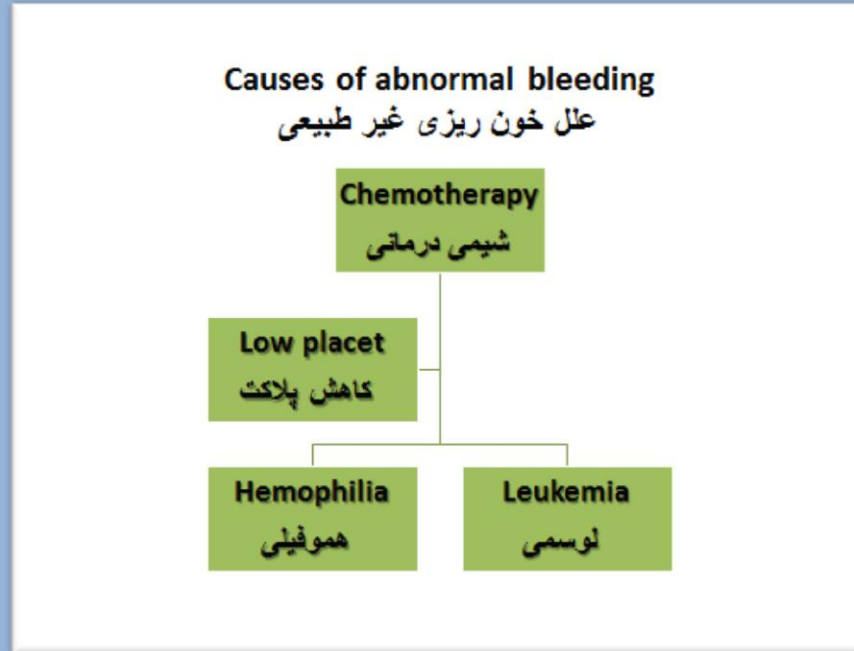 Causes of abnormal bleeding
علل خون ریزی غیر طبیعی
Chemotherapy
شیمی درمانی
Low placet
کاهش پلاکت
Hemophilia
هموفیلی
Leukemia
لوسمی